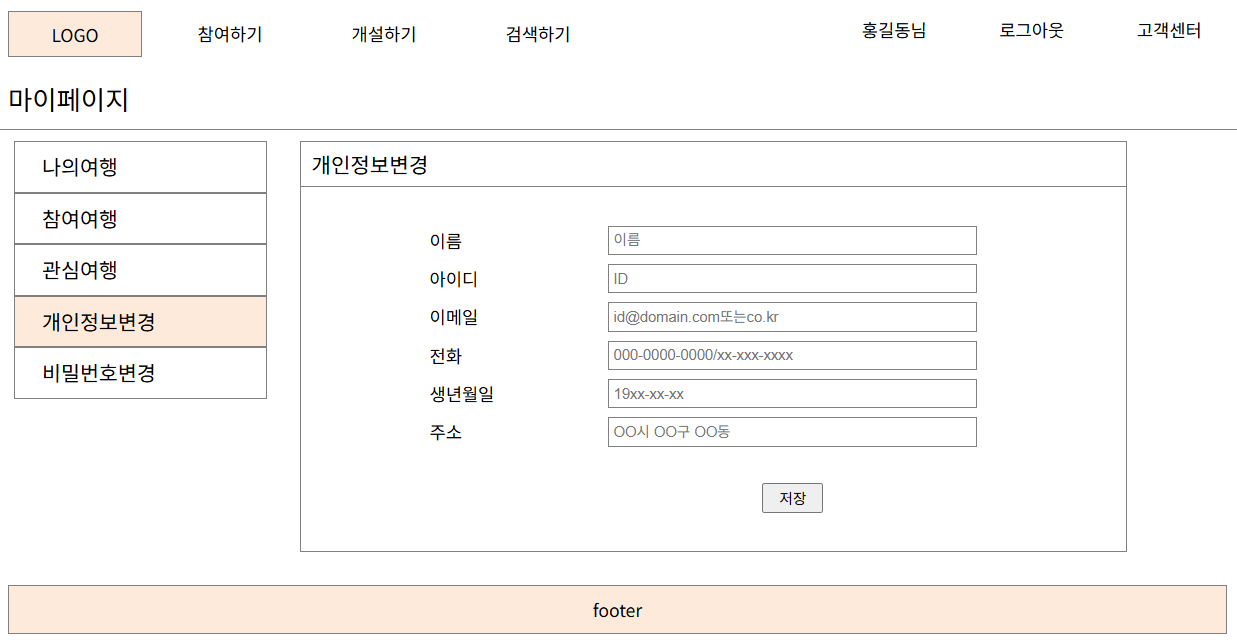 LOGO 참여하기 개설하기 검색하기 홍길동님 로그아웃 고객센터
마이페이지
나의여행
참여여행
관심여행
개인정보변경
비밀번호변경
개인정보변경
이름 이름
아이디 ID
이메일 id@domain.com또는co.kr
전화 000-0000-0000/xx-xxx-xxxx
생년월일 19xx-xx-xx
주소 OO시 OO구 OO동
저장
footer